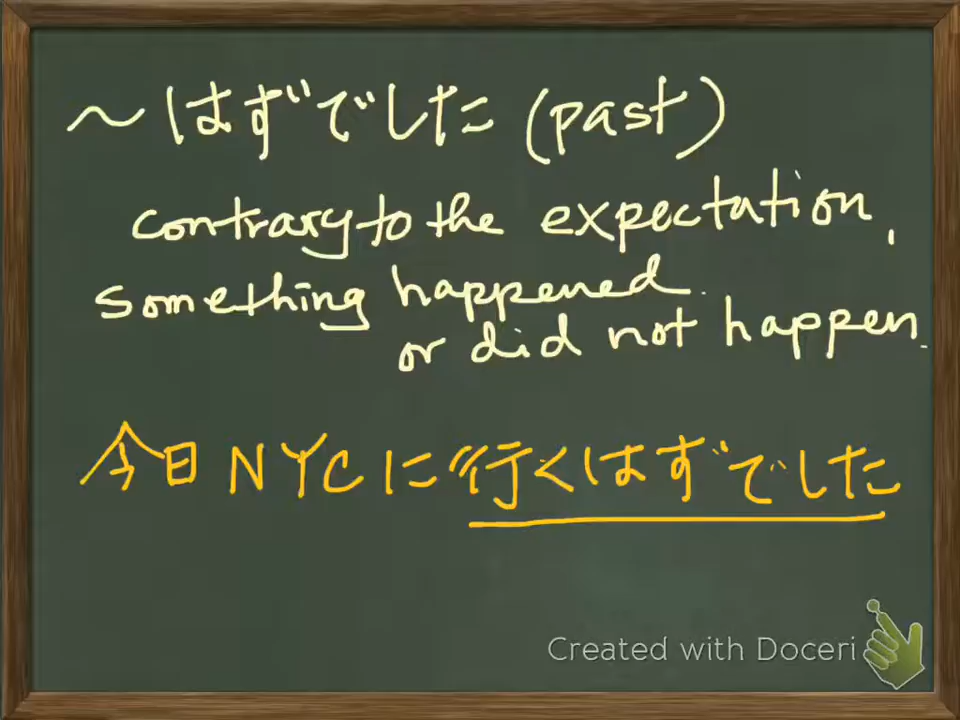 ～はずでした (past)
contrary to the expectation,
something happened
or did not happen.
今日NYCに行くはずでした
Created with Doceri